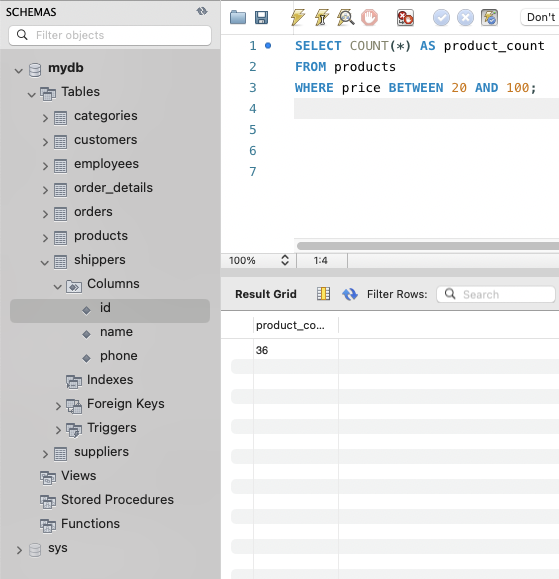 SCHEMAS
Filter objects
mydb
Tables
categories
customers
employees
order_details
orders
products
shippers
Columns
id
name
phone
Indexes
Foreign Keys
Triggers
suppliers
Views
Stored Procedures
Functions
sys
Don't
1 SELECT COUNT(*) AS product_count
2 FROM products
3 WHERE price BETWEEN 20 AND 100;
4
5
6
7
100% 1:4
Result Grid Filter Rows: Search
product_co...
36